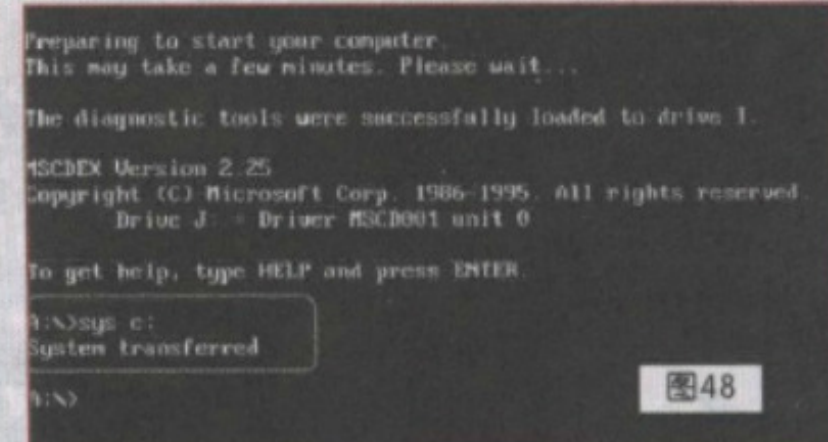 Preparing to start your computer.
This may take a few minutes. Please wait...
The diagnostic tools were successfully loaded to drive I.
MSCDEX Version 2.25
Copyright (C) Microsoft Corp. 1986-1995. All rights reserved.
Drive J: = Driver MSCD001 unit 0
To get help, type HELP and press ENTER.
A:\>sys c:
System transferred
A:\>
图48